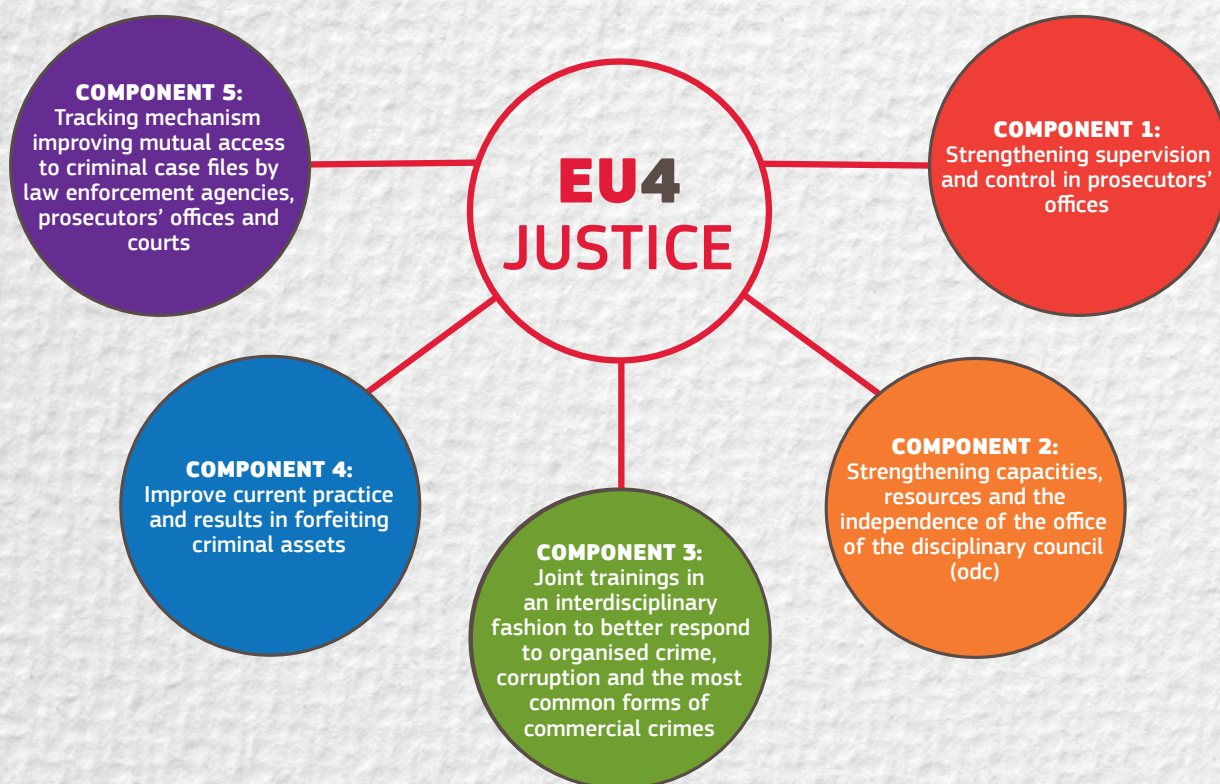 EU4
JUSTICE
COMPONENT 1:
Strengthening supervision
and control in prosecutors'
offices
COMPONENT 2:
Strengthening capacities,
resources and the
independence of the office
of the disciplinary council
(odc)
COMPONENT 3:
Joint trainings in
an interdisciplinary
fashion to better respond
to organised crime,
corruption and the most
common forms of
commercial crimes
COMPONENT 4:
Improve current practice
and results in forfeiting
criminal assets
COMPONENT 5:
Tracking mechanism
improving mutual access
to criminal case files by
law enforcement agencies,
prosecutors' offices and
courts